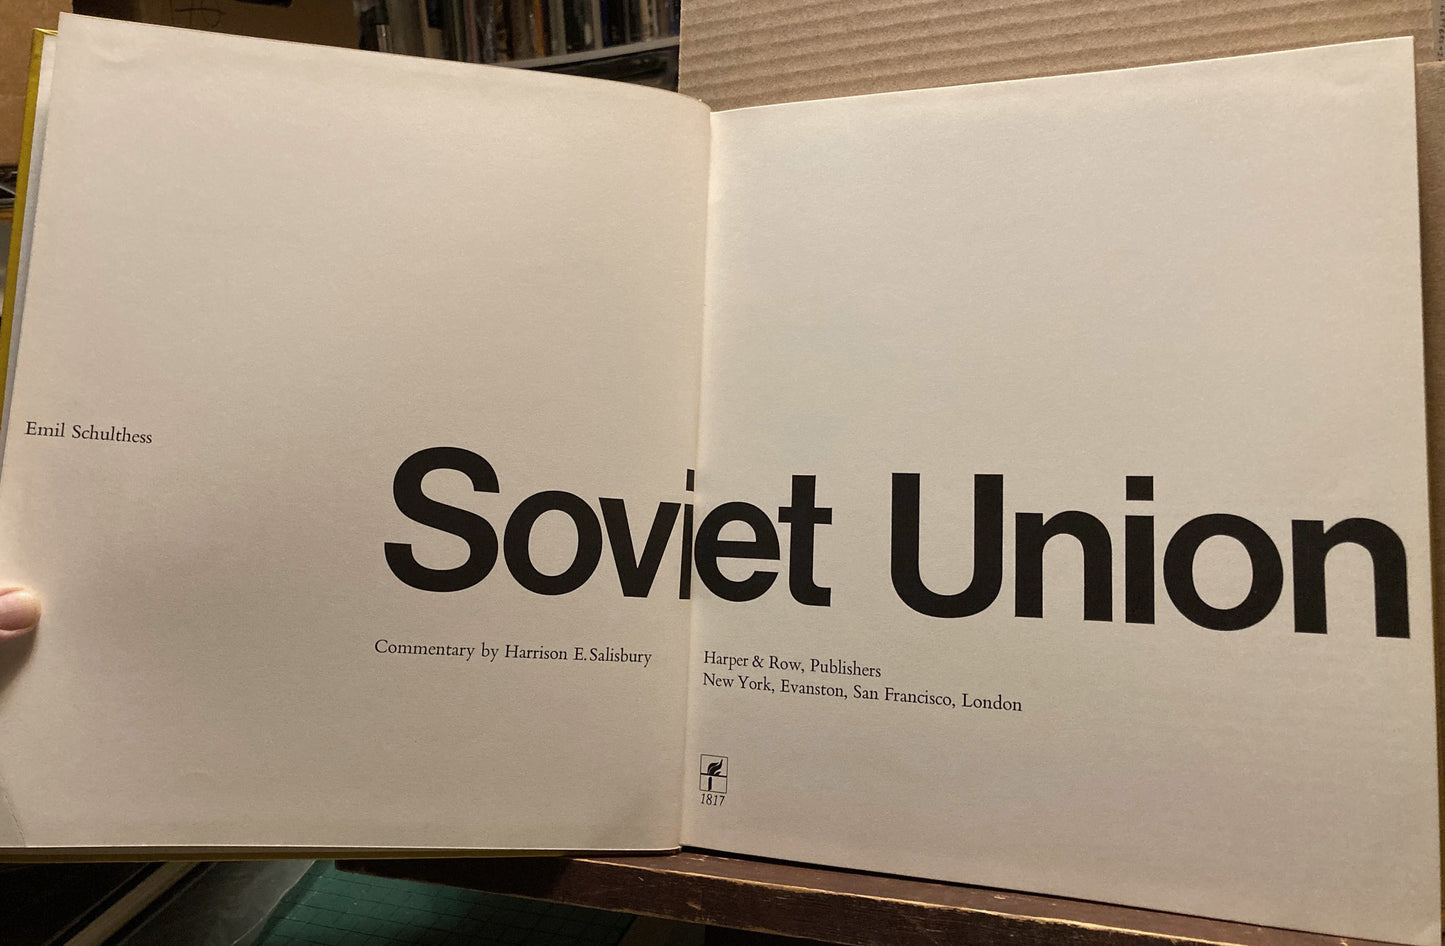 Emil Schulthess
Soviet Union
Commentary by Harrison E. Salisbury
Harper & Row, Publishers
New York, Evanston, San Francisco, London
1817